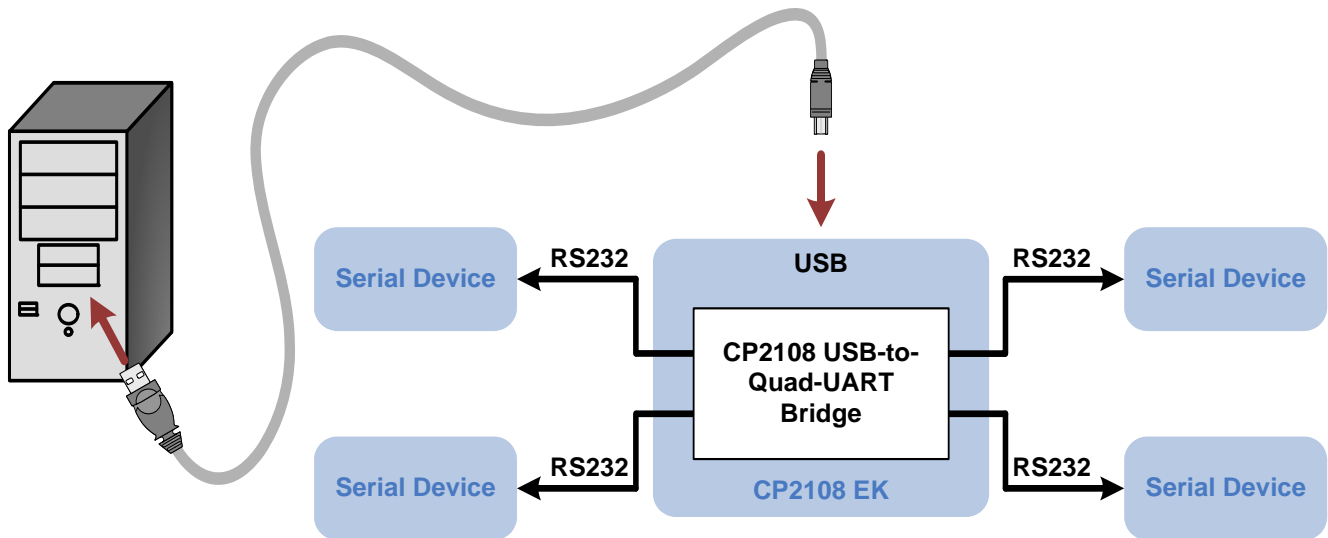 RS232
USB
RS232
Serial Device
Serial Device
CP2108 USB-to-
Quad-UART
Bridge
RS232
RS232
Serial Device
CP2108 EK
Serial Device